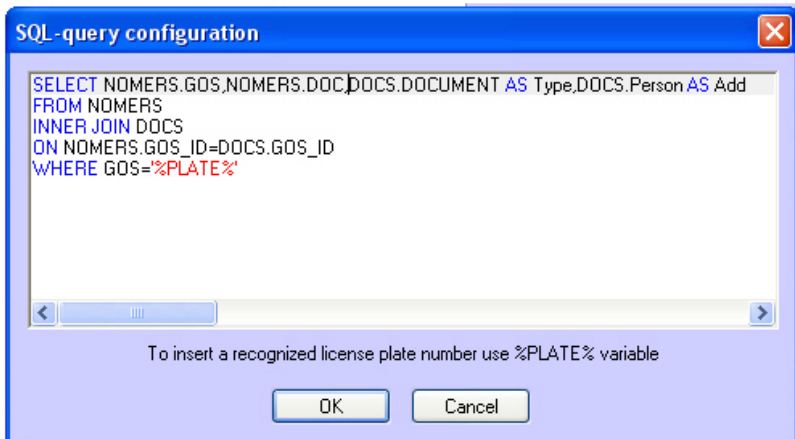 SQL-query configuration
SELECT NOMERS.GOS,NOMERS.DOC,DOCS.DOCUMENT AS Type,DOCS.Person AS Add
FROM NOMERS
INNER JOIN DOCS
ON NOMERS.GOS_ID=DOCS.GOS_ID
WHERE GOS='%PLATE%'
To insert a recognized license plate number use %PLATE% variable
OK Cancel